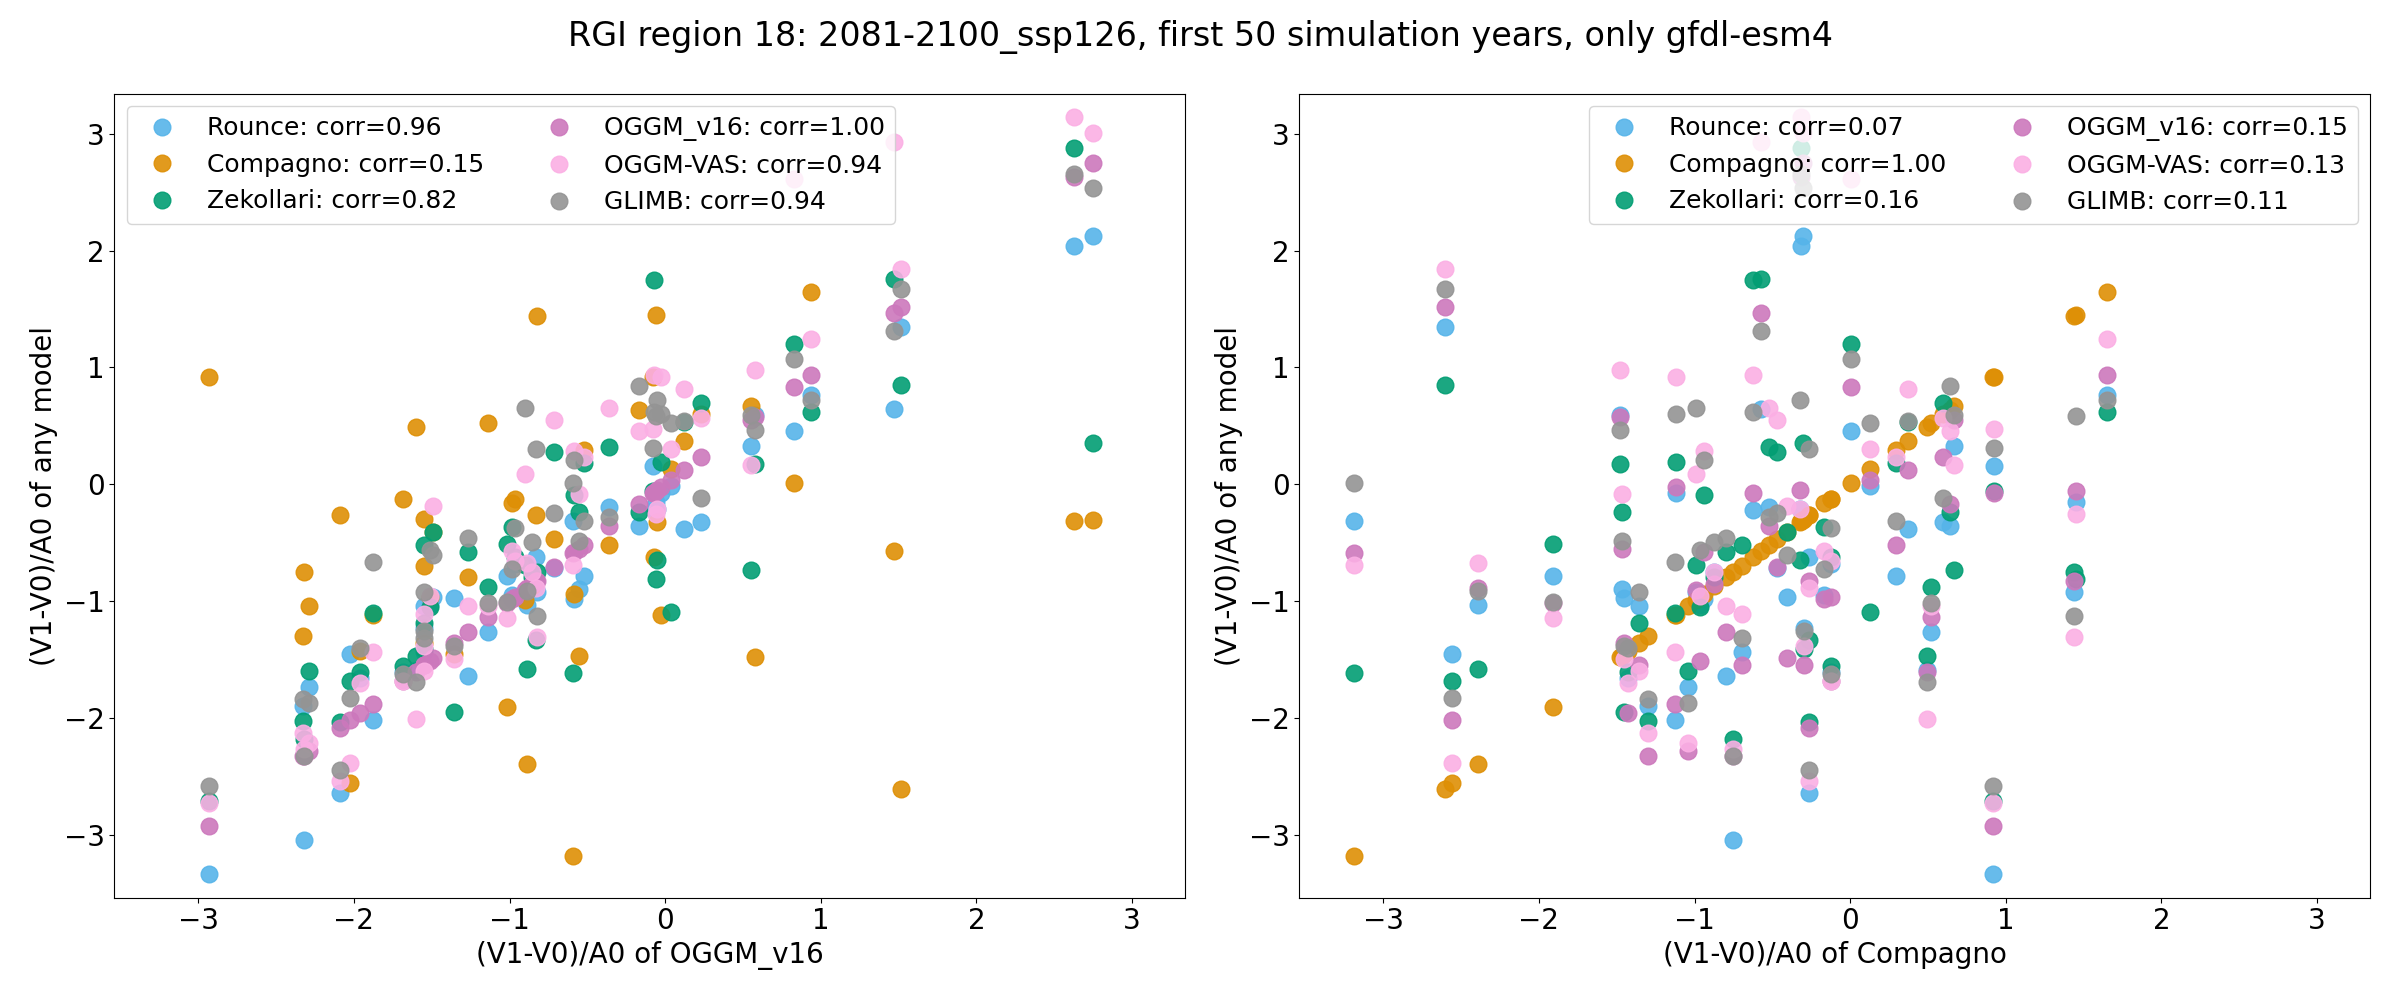 RGI region 18: 2081-2100_ssp126, first 50 simulation years, only gfdl-esm4
Rounce: corr=0.96
Compagno: corr=0.15
Zekollari: corr=0.82
OGGM_v16: corr=1.00
OGGM-VAS: corr=0.94
GLIMB: corr=0.94
(V1-V0)/A0 of any model
3
2
1
0
−1
−2
−3
−3
−2
−1
0
1
2
3
(V1-V0)/A0 of OGGM_v16
Rounce: corr=0.07
Compagno: corr=1.00
Zekollari: corr=0.16
OGGM_v16: corr=0.15
OGGM-VAS: corr=0.13
GLIMB: corr=0.11
(V1-V0)/A0 of any model
3
2
1
0
−1
−2
−3
−3
−2
−1
0
1
2
3
(V1-V0)/A0 of Compagno